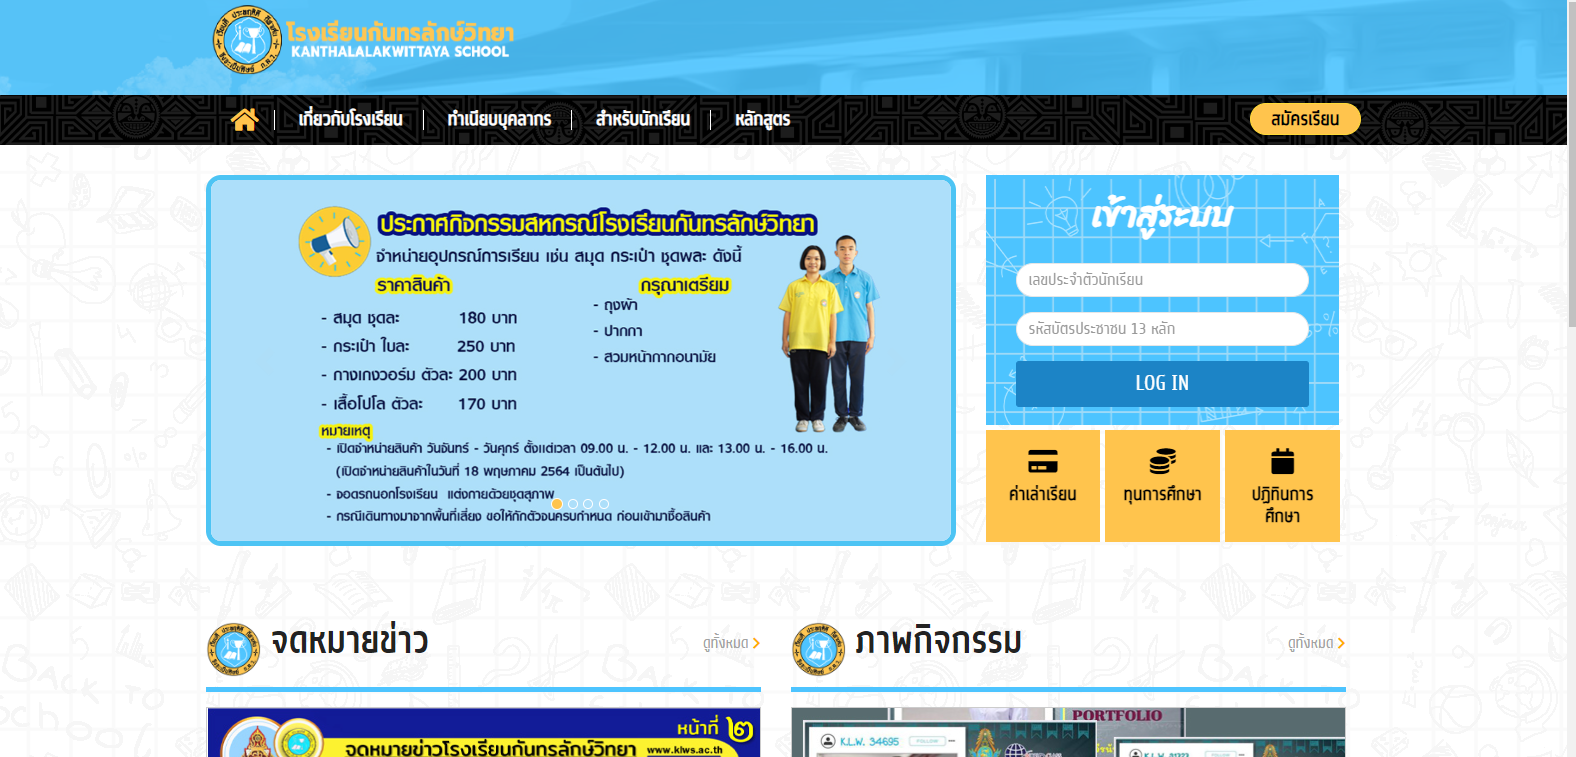 โรงเรียนกันทรลักษ์วิทยา
KANTHALALAKWITTAYA SCHOOL
เกี่ยวกับโรงเรียน
ทำเนียบบุคลากร
สำหรับนักเรียน
หลักสูตร
สมัครเรียน
ประกาศกิจกรรมสหกรณ์โรงเรียนกันทรลักษ์วิทยา
จำหน่ายอุปกรณ์การเรียน เช่น สมุด กระเป๋า ชุดพละ ดังนี้
ราคาสินค้า
- สมุด ชุดละ 180 บาท
- กระเป๋า ใบละ 250 บาท
- กางเกงวอร์ม ตัวละ 200 บาท
- เสื้อโปโล ตัวละ 170 บาท
กรุณาเตรียม
- ถุงผ้า
- ปากกา
- สวมหน้ากากอนามัย
หมายเหตุ
- เปิดจำหน่ายสินค้า วันจันทร์ - วันศุกร์ ตั้งแต่เวลา 09.00 น. - 12.00 น. และ 13.00 น. - 16.00 น.
(เปิดจำหน่ายสินค้าในวันที่ 18 พฤษภาคม 2564 เป็นต้นไป)
- จอดรถนอกโรงเรียน แต่งกายด้วยชุดสุภาพ
- กรณีเดินทางมาจากพื้นที่เสี่ยง ขอให้กักตัวจนครบกำหนด ก่อนเข้ามาซื้อสินค้า
เข้าสู่ระบบ
เลขประจำตัวนักเรียน
รหัสบัตรประชาชน 13 หลัก
LOG IN
ค่าเล่าเรียน
ทุนการศึกษา
ปฏิทินการ
ศึกษา
จดหมายข่าว
ดูทั้งหมด
ภาพกิจกรรม
ดูทั้งหมด
หน้าที่ ๒
จดหมายข่าวโรงเรียนกันทรลักษ์วิทยา www.klws.ac.th
PORTFOLIO
K.L.W. 34695
FOLLOW